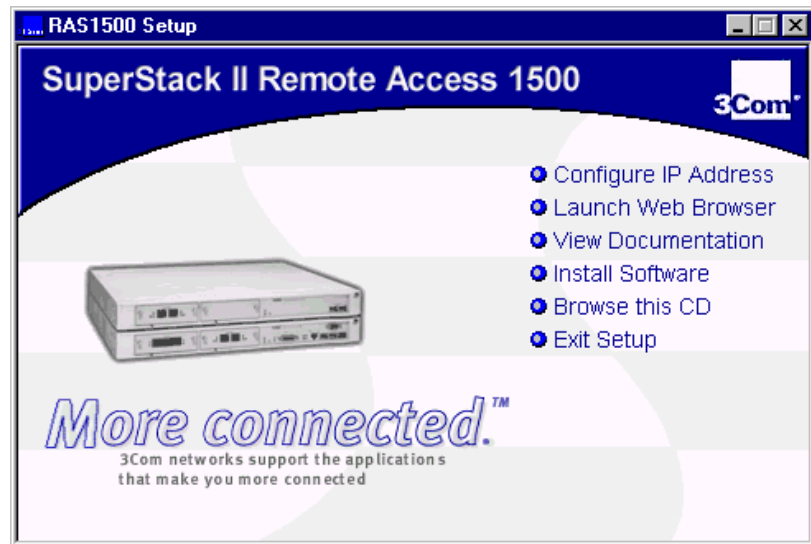 RAS1500 Setup
SuperStack II Remote Access 1500
3Com
Configure IP Address
Launch Web Browser
View Documentation
Install Software
Browse this CD
Exit Setup
More connected.™
3Com networks support the applications
that make you more connected